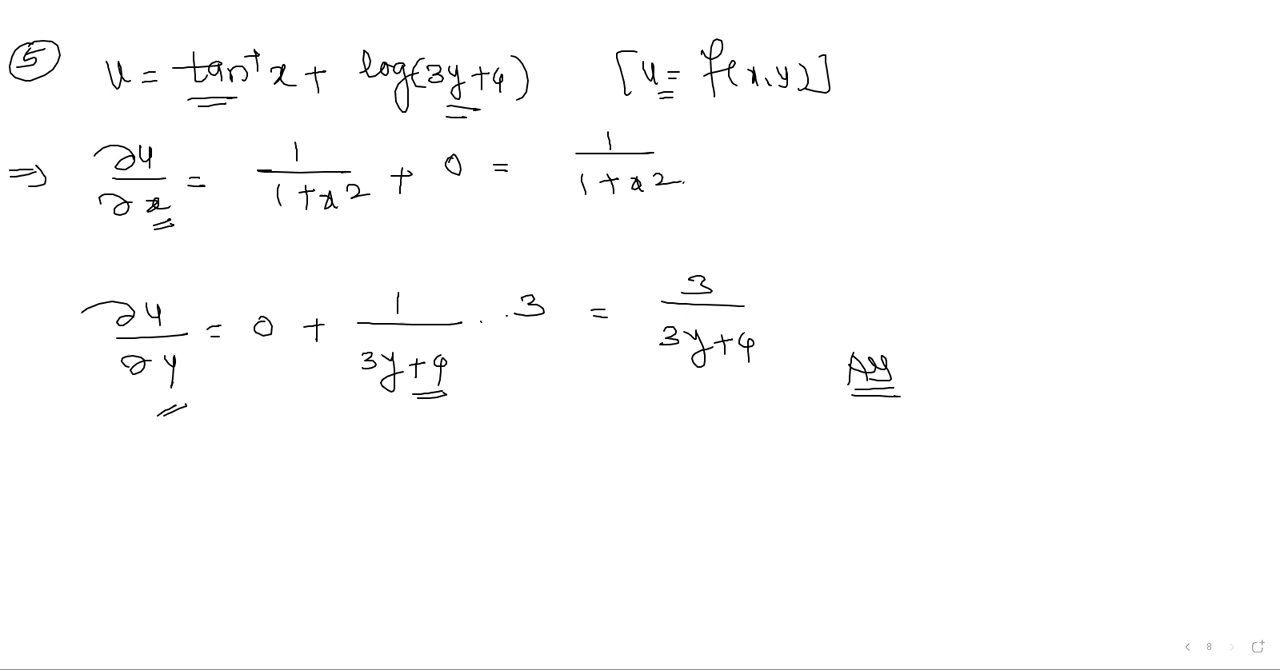 ⑤ u = tan⁻¹x + log(3y+4) [u = f(x,y)]
⇒ ∂u/∂x = 1/(1+x²) + 0 = 1/(1+x²).
∂u/∂y = 0 + 1/(3y+4) · · 3 = 3/(3y+4)
Ans
8